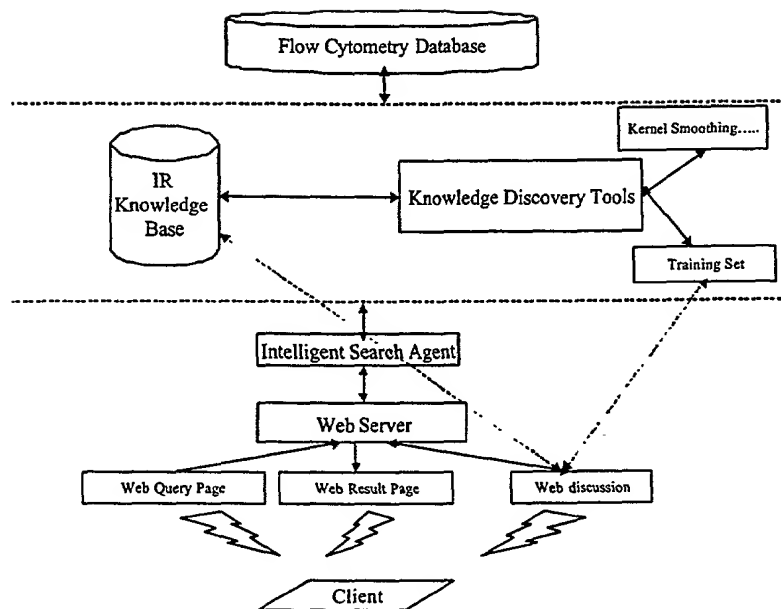 Flow Cytometry Database
Kernel Smoothing.....
IR
Knowledge
Base
Knowledge Discovery Tools
Training Set
Intelligent Search Agent
Web Server
Web Query Page
Web Result Page
Web discussion
Client